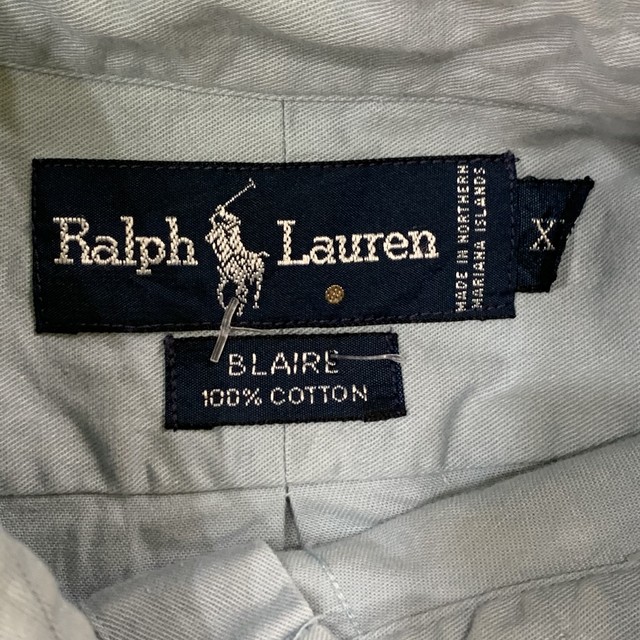 Ralph Lauren
MADE IN NORTHERN
MARIANA ISLANDS
X
BLAIRE
100% COTTON